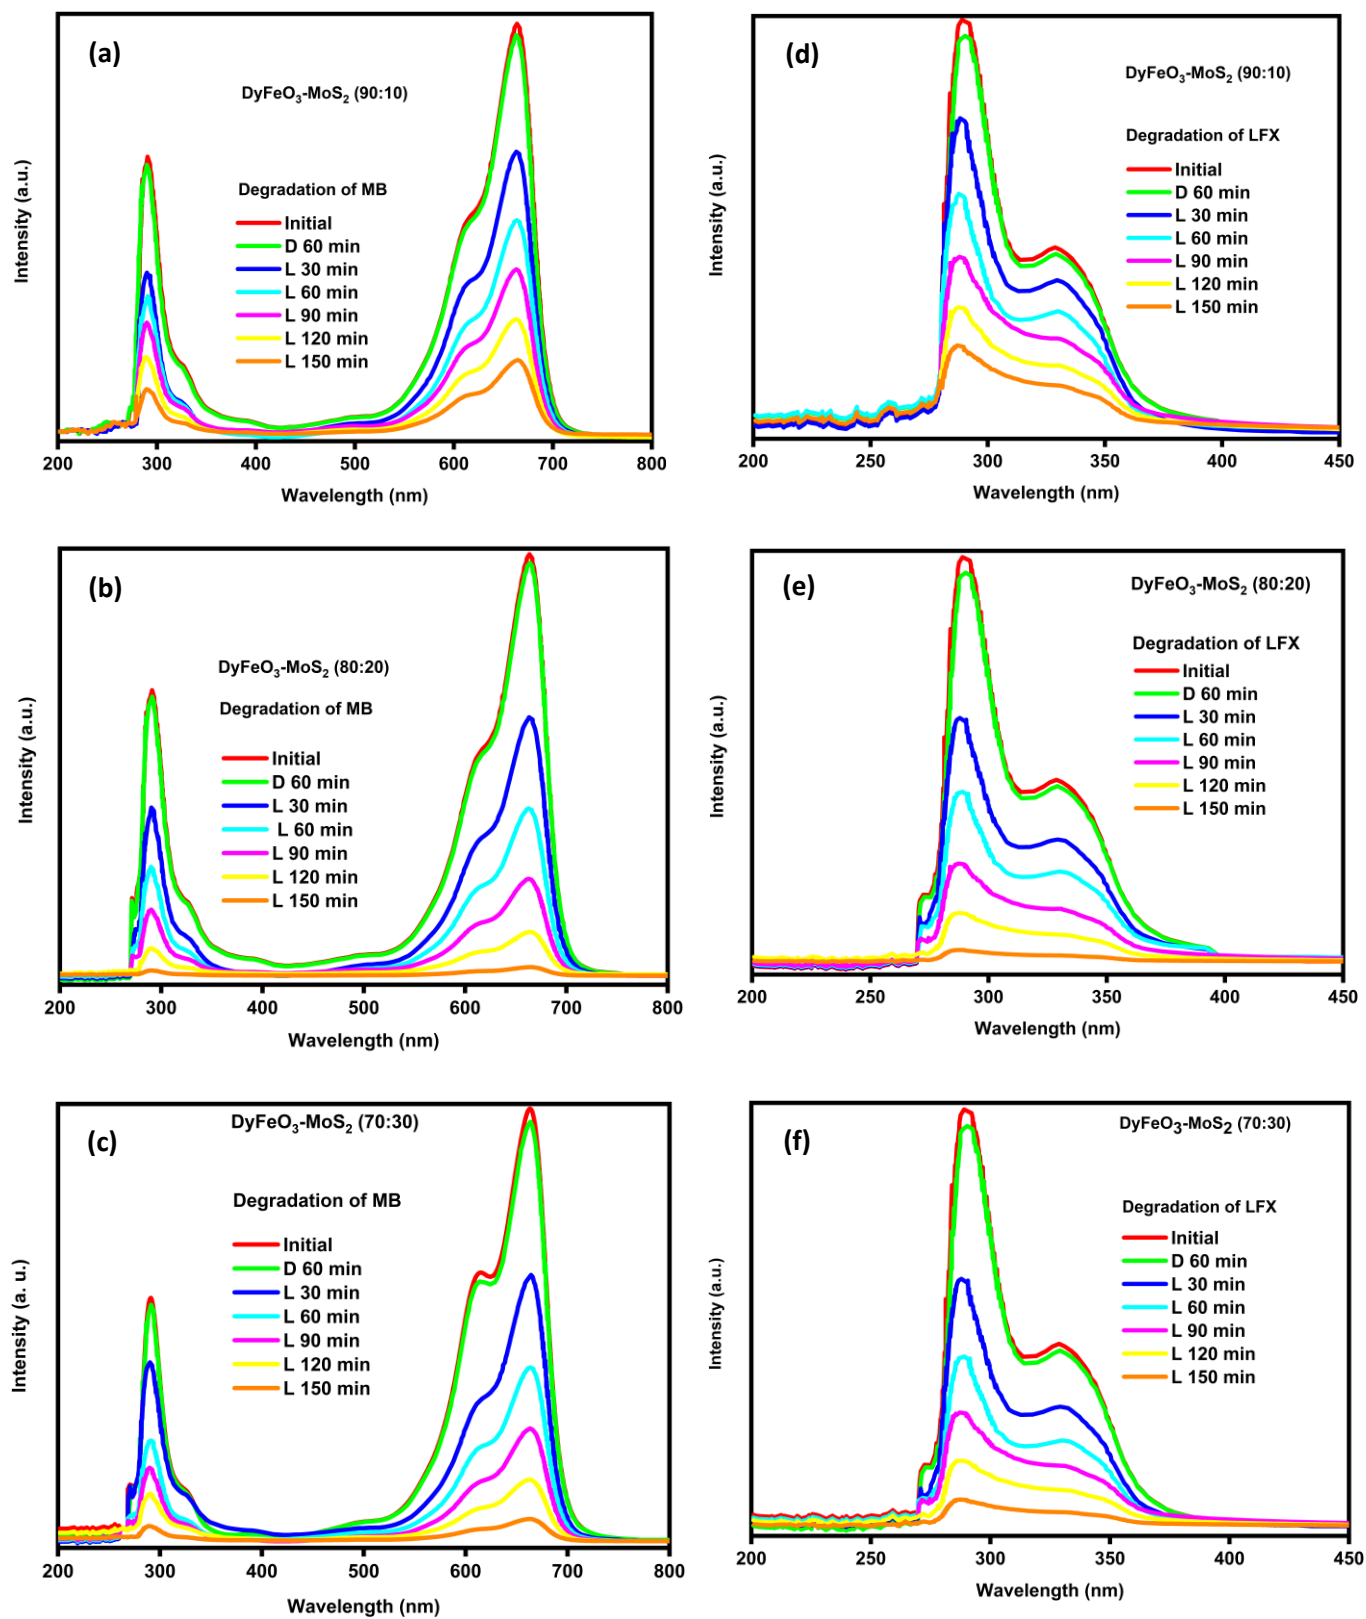 (a)
DyFeO₃-MoS₂ (90:10)
Degradation of MB
Initial
D 60 min
L 30 min
L 60 min
L 90 min
L 120 min
L 150 min
Intensity (a.u.)
200 300 400 500 600 700 800
Wavelength (nm)
(d)
DyFeO₃-MoS₂ (90:10)
Degradation of LFX
Initial
D 60 min
L 30 min
L 60 min
L 90 min
L 120 min
L 150 min
Intensity (a.u.)
200 250 300 350 400 450
Wavelength (nm)
(b)
DyFeO₃-MoS₂ (80:20)
Degradation of MB
Initial
D 60 min
L 30 min
L 60 min
L 90 min
L 120 min
L 150 min
Intensity (a.u.)
200 300 400 500 600 700 800
Wavelength (nm)
(e)
DyFeO₃-MoS₂ (80:20)
Degradation of LFX
Initial
D 60 min
L 30 min
L 60 min
L 90 min
L 120 min
L 150 min
Intensity (a.u.)
200 250 300 350 400 450
Wavelength (nm)
(c)
DyFeO₃-MoS₂ (70:30)
Degradation of MB
Initial
D 60 min
L 30 min
L 60 min
L 90 min
L 120 min
L 150 min
Intensity (a. u.)
200 300 400 500 600 700 800
Wavelength (nm)
(f)
DyFeO₃-MoS₂ (70:30)
Degradation of LFX
Initial
D 60 min
L 30 min
L 60 min
L 90 min
L 120 min
L 150 min
Intensity (a.u.)
200 250 300 350 400 450
Wavelength (nm)